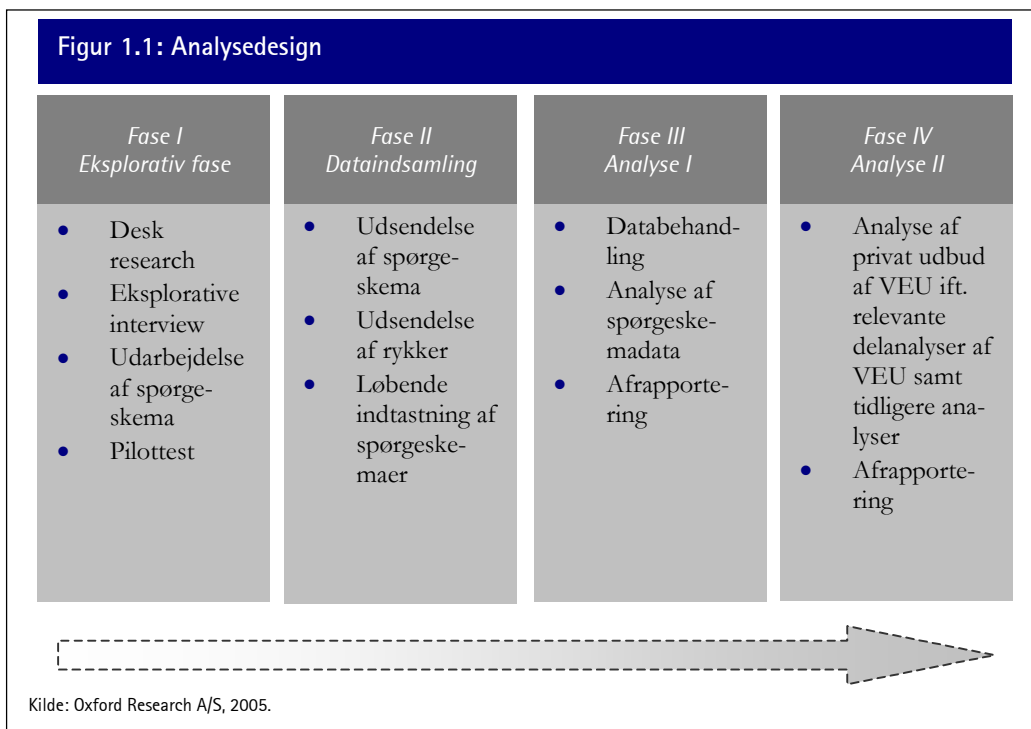 Figur 1.1: Analysedesign
Fase I
Eksplorativ fase
Desk
research
Eksplorative
interview
Udarbejdelse
af spørge-
skema
Pilottest
Fase II
Dataindsamling
Udsendelse
af spørge-
skema
Udsendelse
af rykker
Løbende
indtastning af
spørgeske-
maer
Fase III
Analyse I
Databehand-
ling
Analyse af
spørgeske-
madata
Afrapporte-
ring
Fase IV
Analyse II
Analyse af
privat udbud
af VEU ift.
relevante
delanalyser af
VEU samt
tidligere ana-
lyser
Afrapporte-
ring
Kilde: Oxford Research A/S, 2005.